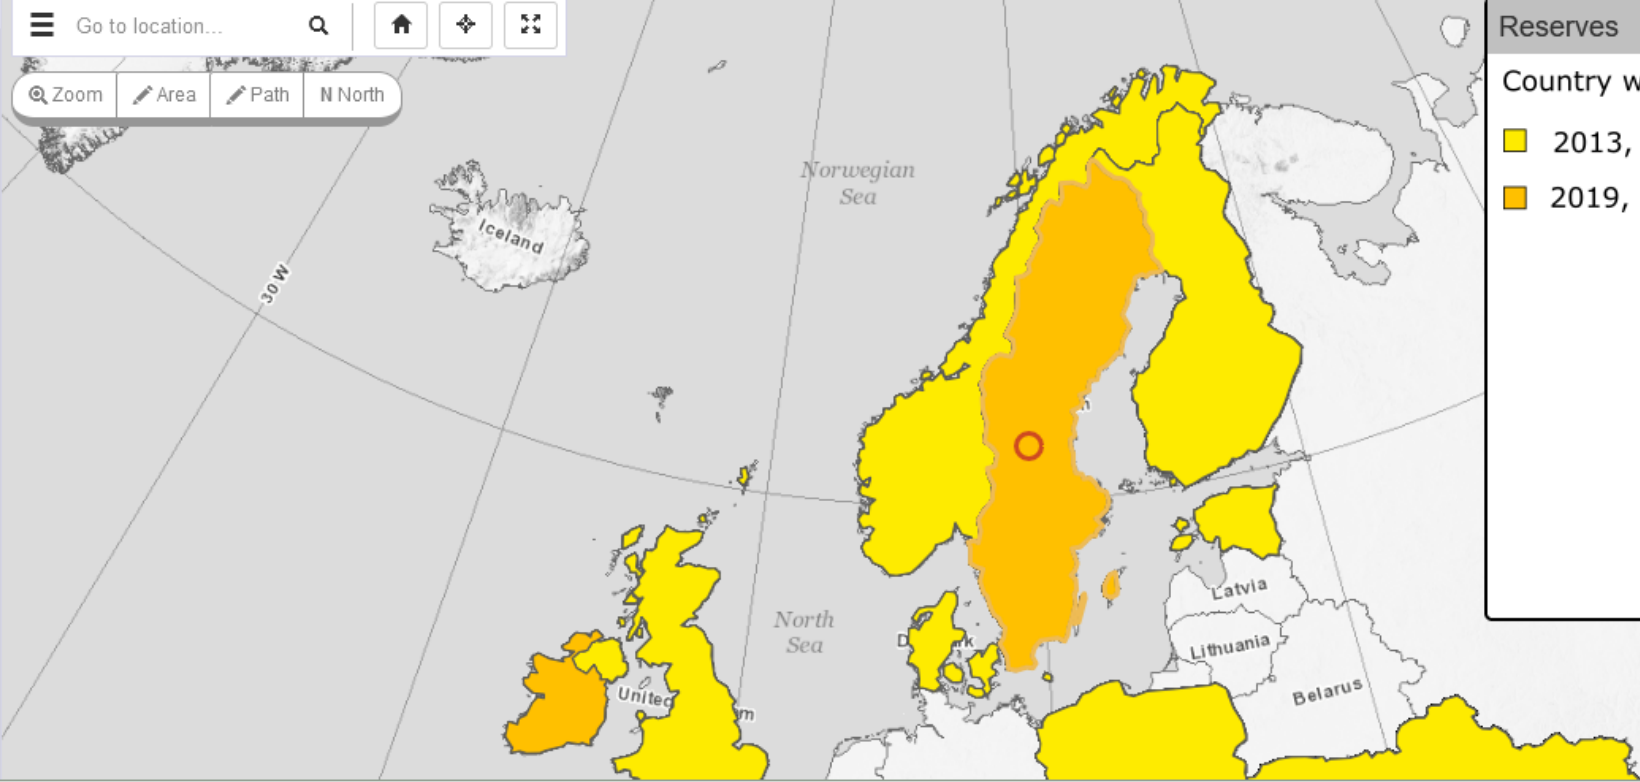 Go to location...
Zoom
Area
Path
N North
Reserves
Country w
2013,
2019,
Norwegian
Sea
Iceland
30 W
North
Sea
Latvia
Lithuania
Belarus
D
rk
United
m
n